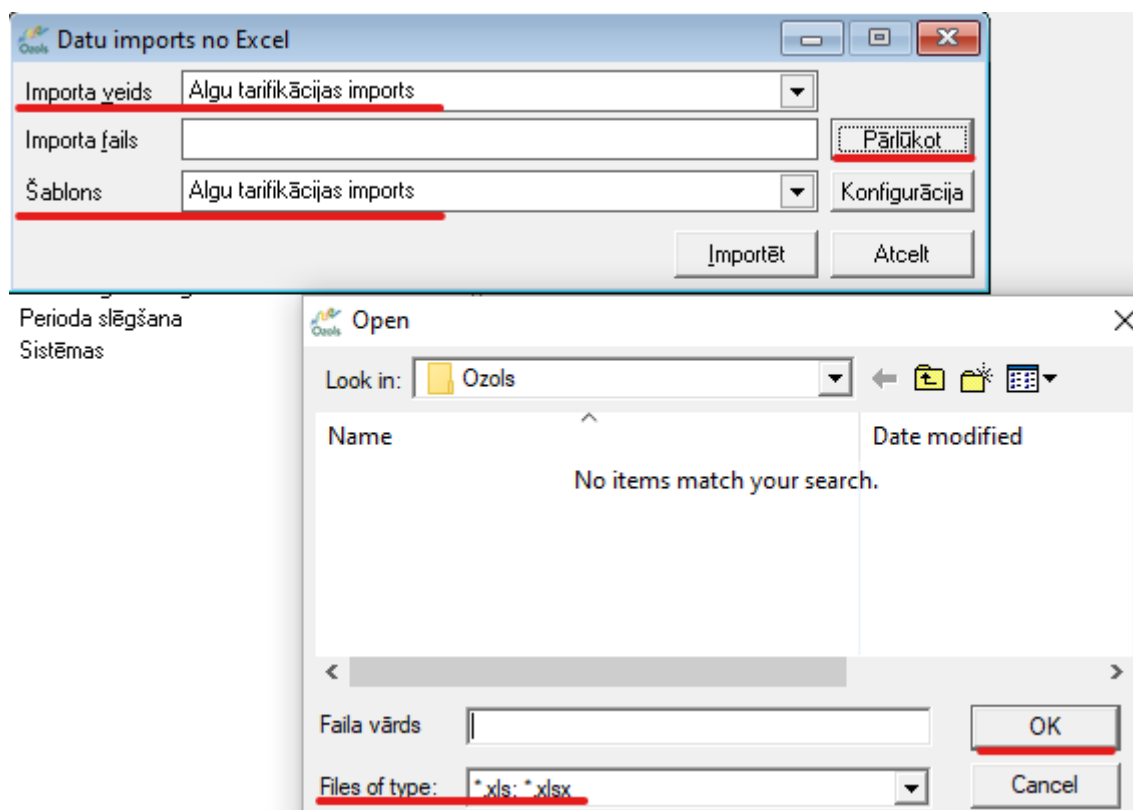 Ozols Datu imports no Excel
Importa veids Algu tarifikācijas imports
Importa fails Pārlūkot
Šablons Algu tarifikācijas imports Konfigurācija
Importēt Atcelt
Perioda slēgšana
Sistēmas
Ozols Open
Look in: Ozols
Name Date modified
No items match your search.
Faila vārds OK
Files of type: *.xls; *.xlsx Cancel